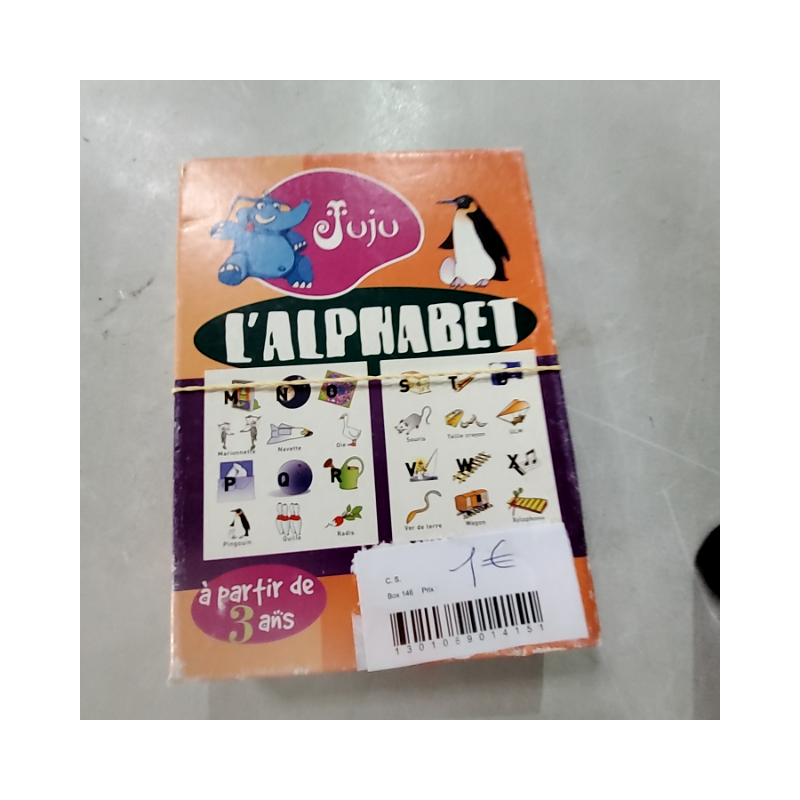 Juju
L'ALPHABET
M N O
S T
Marionnette Navette Oie
Souris Taille crayon ULM
P Q R
V W X
Pingouin Quille Radis
Ver de terre Wagon Xylophone
à partir de
3 ans
1€
C. S.
Box 146 Prix
1301069014151